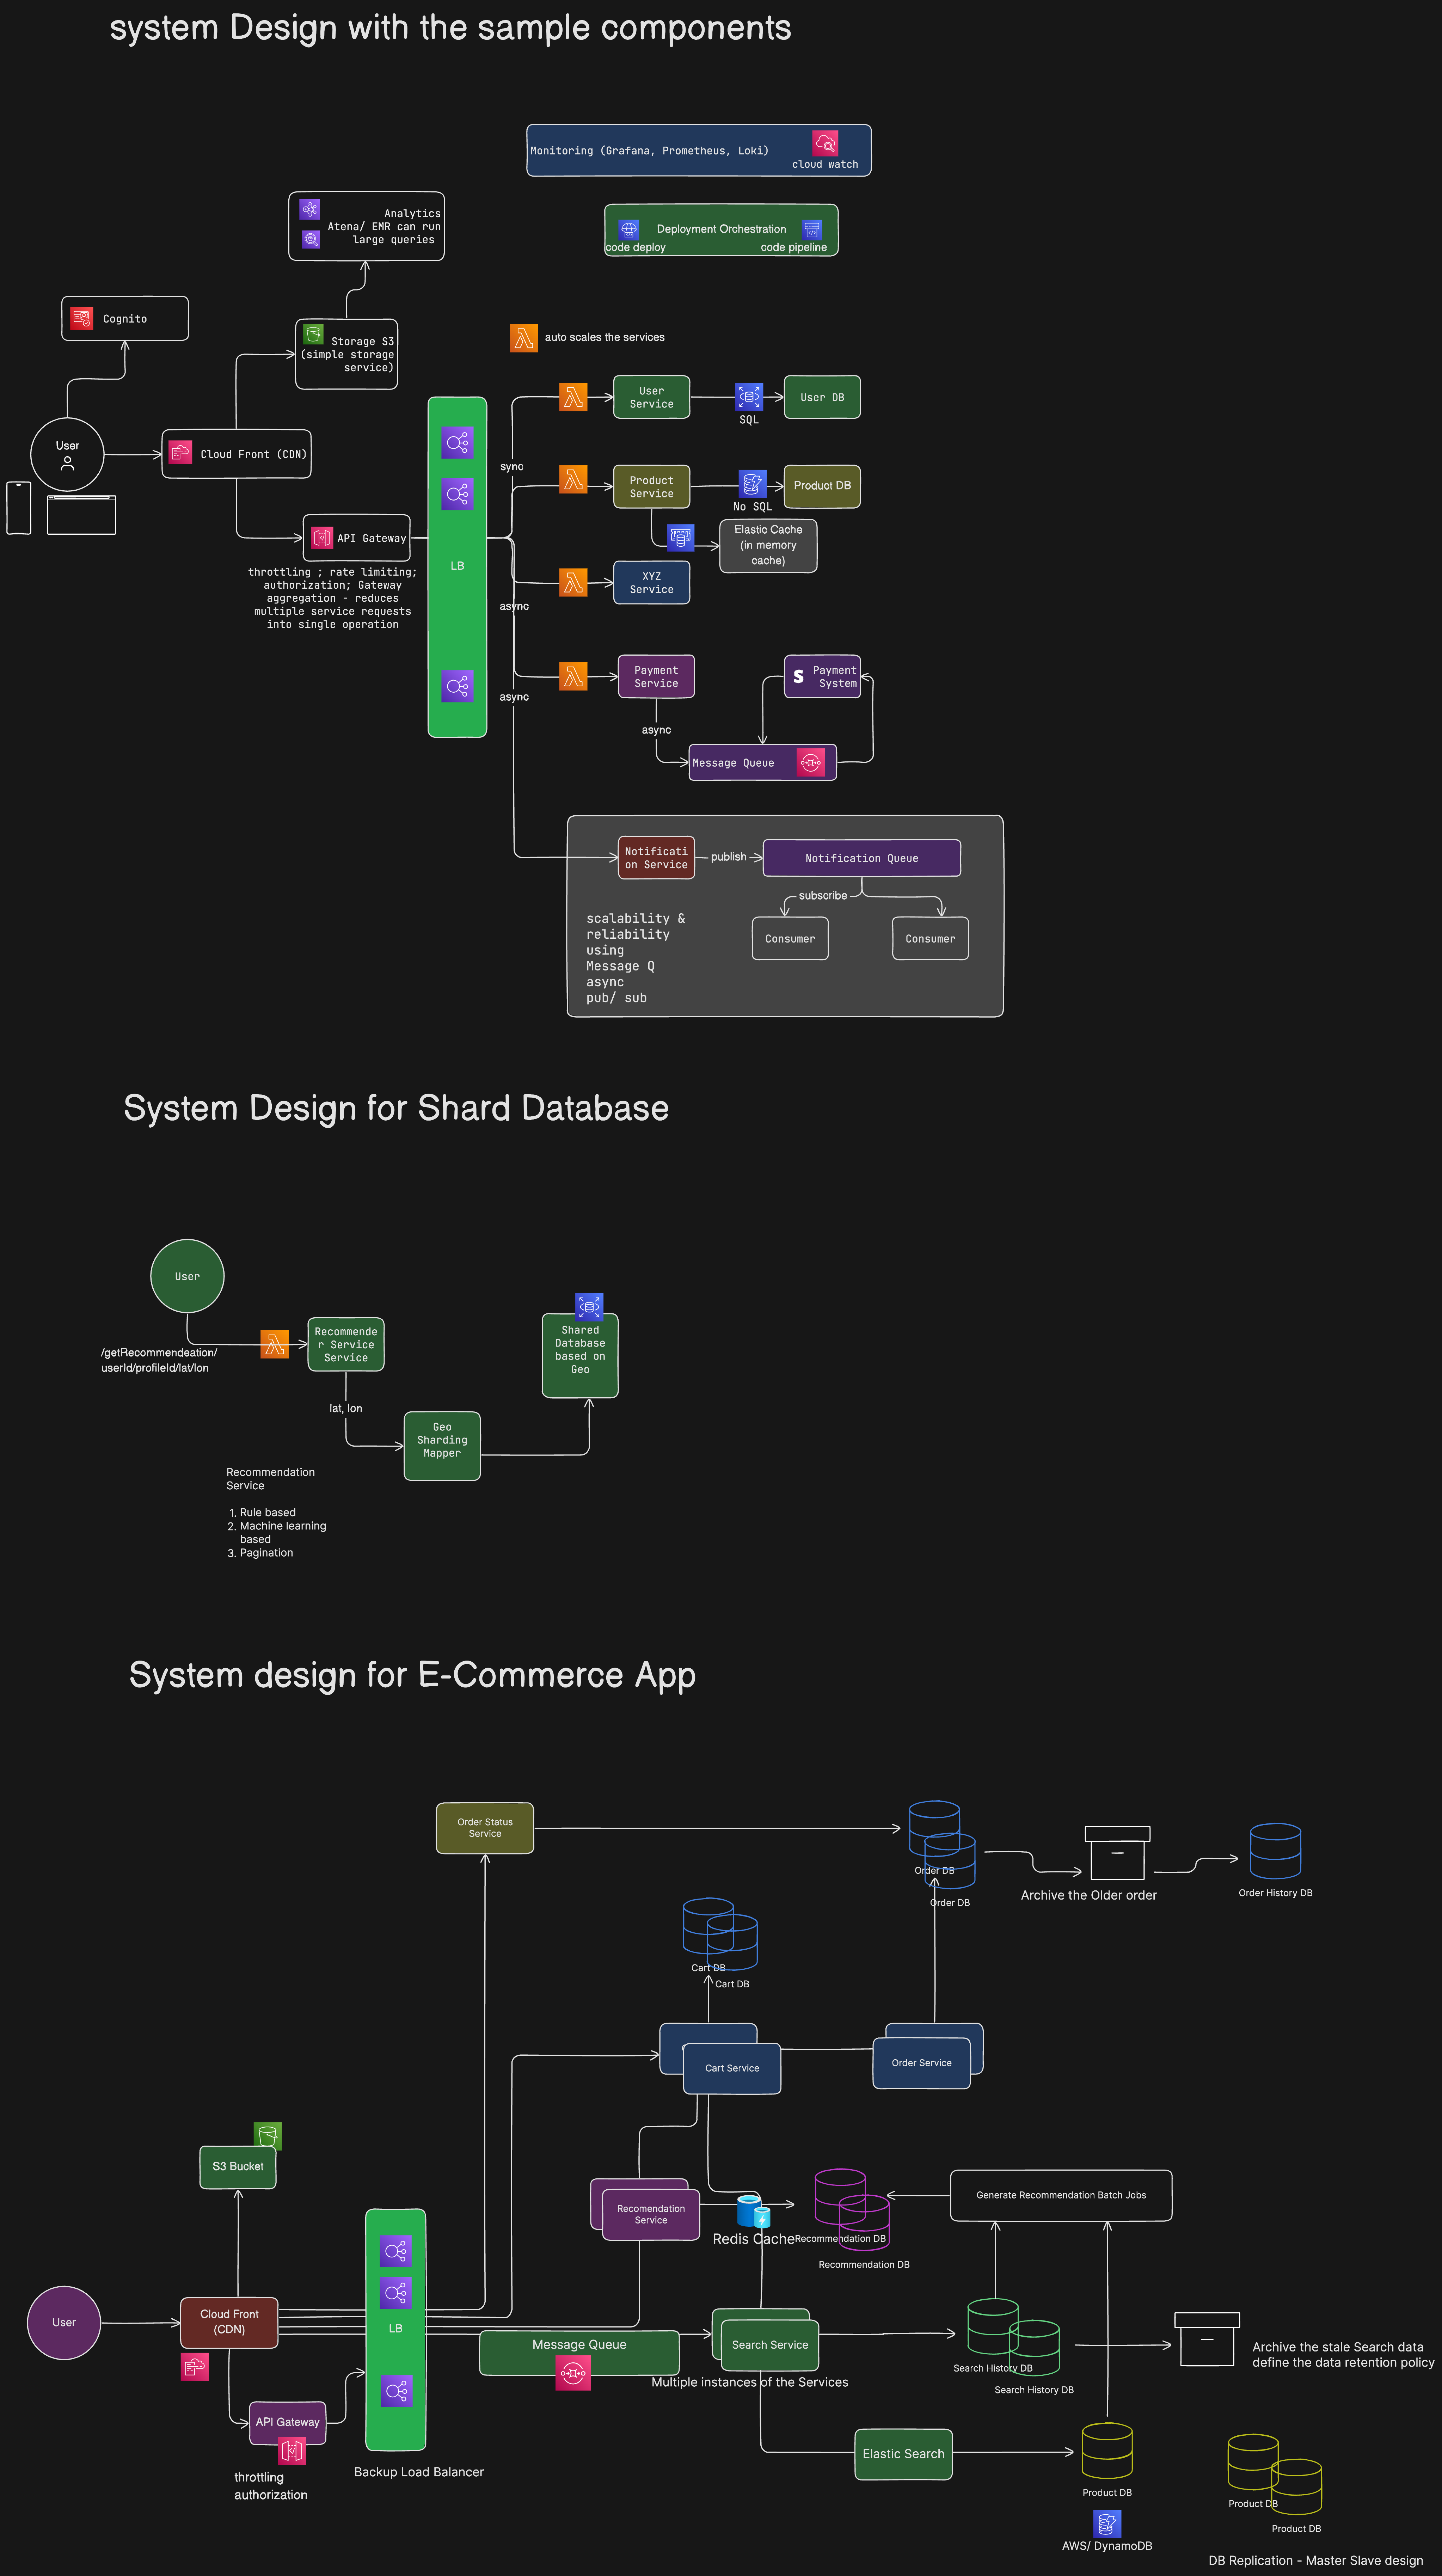 system Design with the sample components
Monitoring (Grafana, Prometheus, Loki)
cloud watch
Deployment Orchestration
code deploy
code pipeline
Analytics
Atena/ EMR can run
large queries
Cognito
Storage S3
(simple storage
service)
auto scales the services
User
Cloud Front (CDN)
API Gateway
throttling ; rate limiting;
authorization; Gateway
aggregation - reduces
multiple service requests
into single operation
LB
sync
async
async
User
Service
SQL
User DB
Product
Service
No SQL
Product DB
Elastic Cache
(in memory
cache)
XYZ
Service
Payment
Service
S
Payment
System
async
Message Queue
Notificati
on Service
publish
Notification Queue
subscribe
Consumer
Consumer
scalability &
reliability
using
Message Q
async
pub/ sub
System Design for Shard Database
User
/getRecommendeation/
userId/profileId/lat/lon
Recommende
r Service
Service
Shared
Database
based on
Geo
lat, lon
Geo
Sharding
Mapper
Recommendation
Service
1. Rule based
2. Machine learning
based
3. Pagination
System design for E-Commerce App
Order Status
Service
Order DB
Order DB
Archive the Older order
Order History DB
Cart DB
Cart DB
Cart Service
Order Service
S3 Bucket
Recomendation
Service
Redis Cache
Recommendation DB
Recommendation DB
Generate Recommendation Batch Jobs
User
Cloud Front
(CDN)
LB
Message Queue
Search Service
Multiple instances of the Services
Search History DB
Search History DB
Archive the stale Search data
define the data retention policy
API Gateway
throttling
authorization
Backup Load Balancer
Elastic Search
Product DB
AWS/ DynamoDB
Product DB
Product DB
DB Replication - Master Slave design